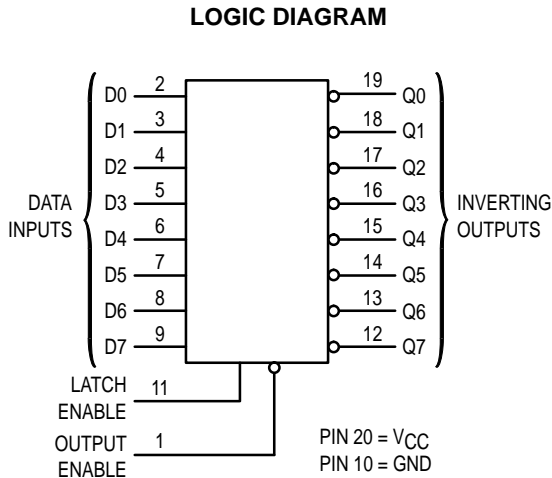 LOGIC DIAGRAM
D0 2 19 Q0
D1 3 18 Q1
D2 4 17 Q2
D3 5 16 Q3
D4 6 15 Q4
D5 7 14 Q5
D6 8 13 Q6
D7 9 12 Q7
DATA
INPUTS
INVERTING
OUTPUTS
LATCH
ENABLE
11
OUTPUT
ENABLE
1
PIN 20 = VCC
PIN 10 = GND